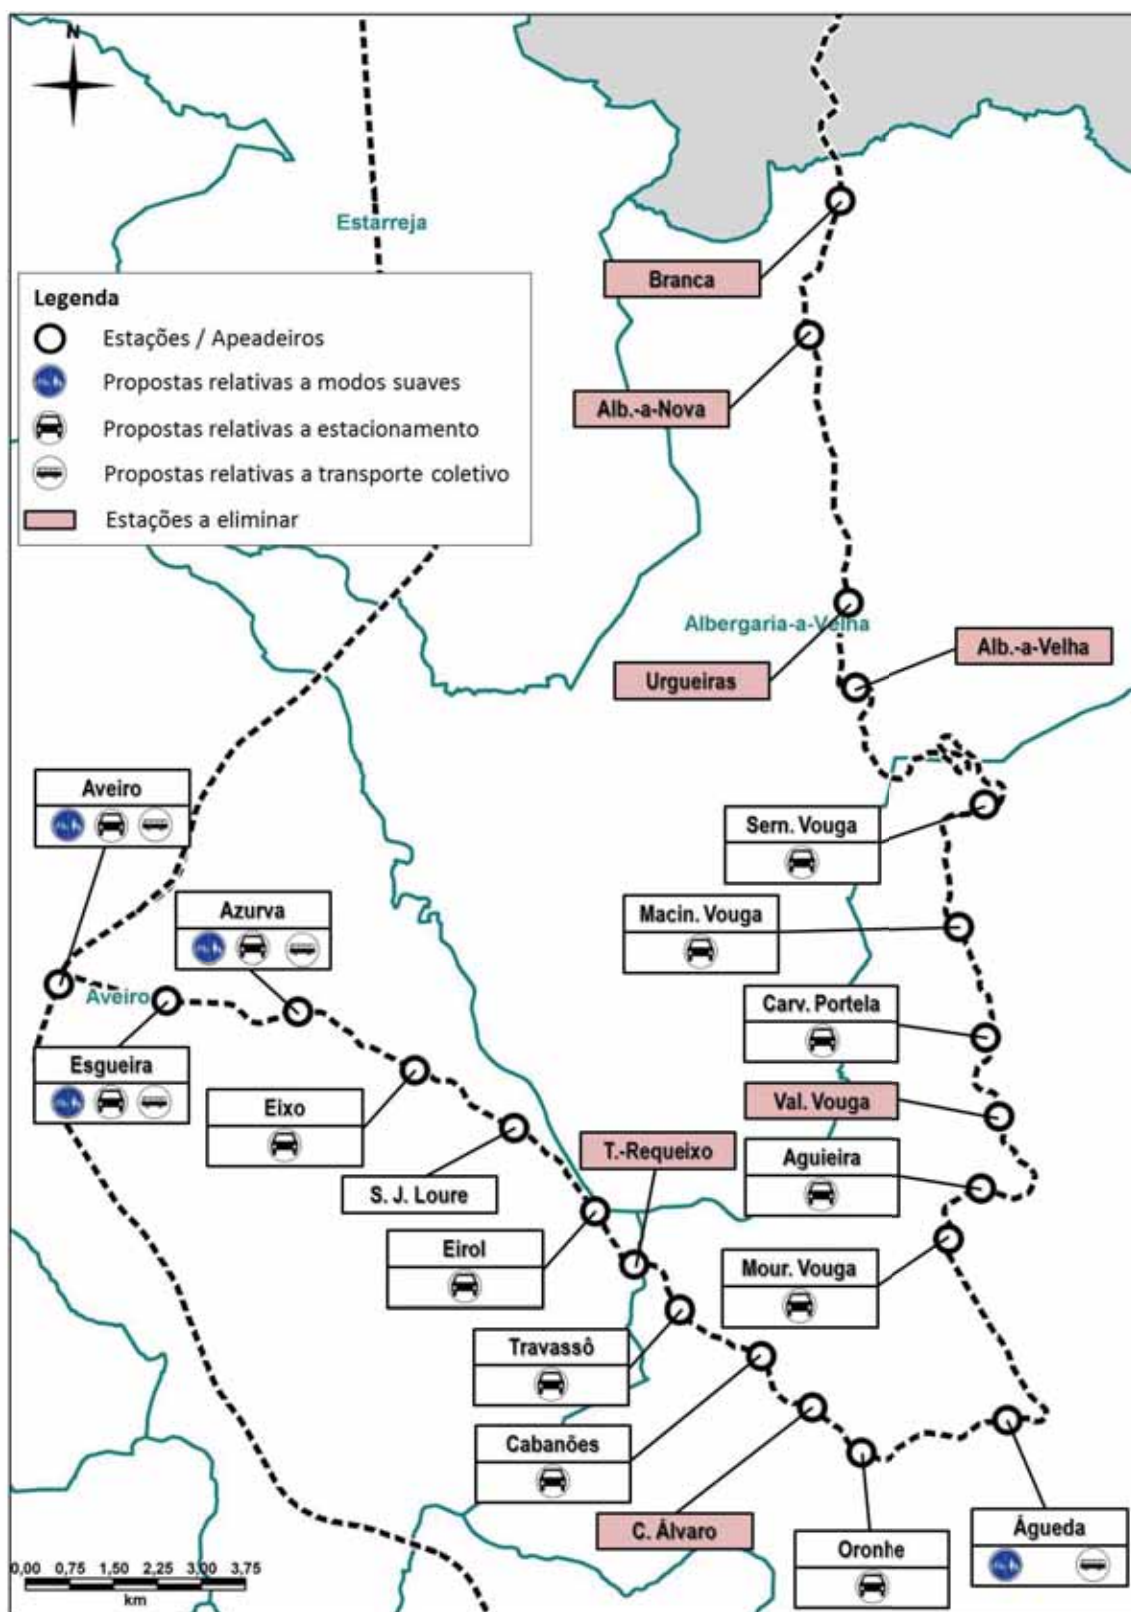 N
Estarreja
Branca
Legenda
Estações / Apeadeiros
Propostas relativas a modos suaves
Propostas relativas a estacionamento
Propostas relativas a transporte coletivo
Estações a eliminar
Alb.-a-Nova
Albergaria-a-Velha
Alb.-a-Velha
Urgueiras
Aveiro
Sern. Vouga
Azurva
Macin. Vouga
Aveiro
Carv. Portela
Esgueira
Eixo
Val. Vouga
T.-Requeixo
Aguieira
S. J. Loure
Eirol
Mour. Vouga
Travassô
Cabanões
C. Álvaro
Oronhe
Águeda
0,00 0,75 1,50 2,25 3,00 3,75
km